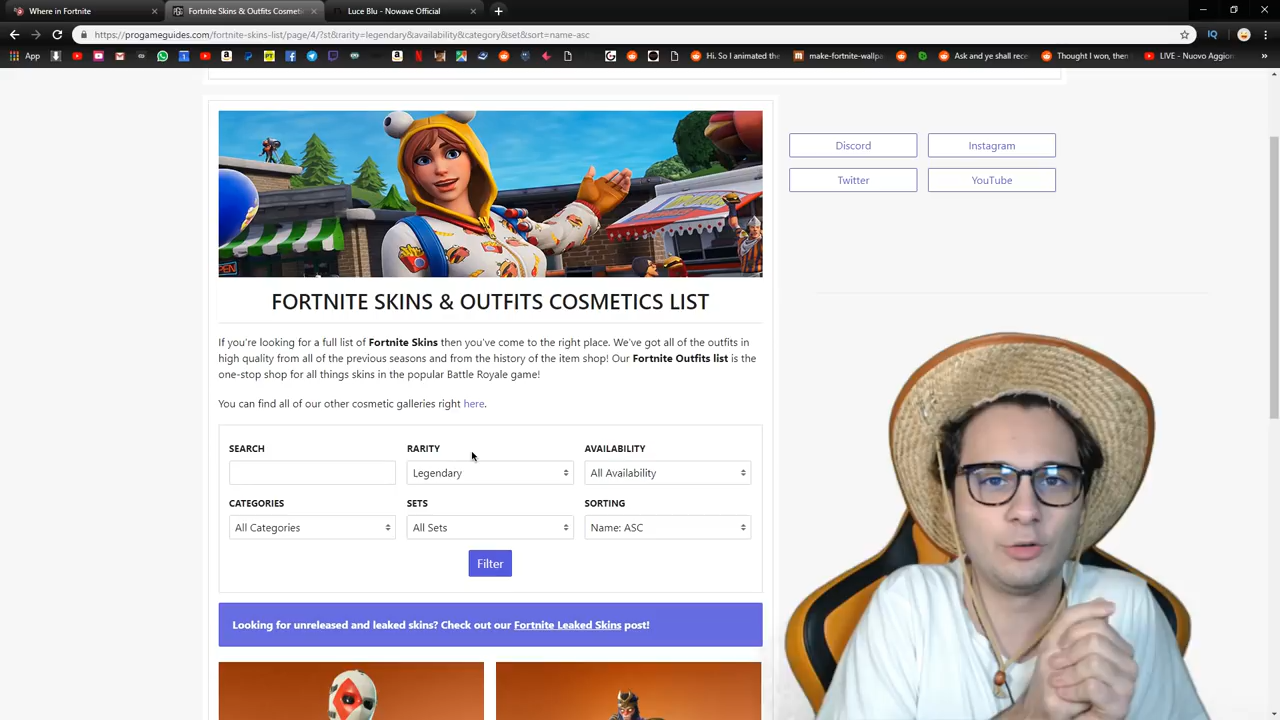 Where in Fortnite
Fortnite Skins & Outfits Cosmeti
Luce Blu - Nowave Official
https://progameguides.com/fortnite-skins-list/page/4/?st&rarity=legendary&availability&category&set&sort=name-asc
App
Hi. So I animated the
make-fortnite-wallpa
Ask and ye shall rece
Thought I won, then
LIVE - Nuovo Aggion
Discord
Instagram
Twitter
YouTube
OPEN
FORTNITE SKINS & OUTFITS COSMETICS LIST
If you're looking for a full list of Fortnite Skins then you've come to the right place. We've got all of the outfits in
high quality from all of the previous seasons and from the history of the item shop! Our Fortnite Outfits list is the
one-stop shop for all things skins in the popular Battle Royale game!
You can find all of our other cosmetic galleries right here.
SEARCH
RARITY
AVAILABILITY
Legendary
All Availability
CATEGORIES
SETS
SORTING
All Categories
All Sets
Name: ASC
Filter
Looking for unreleased and leaked skins? Check out our Fortnite Leaked Skins post!